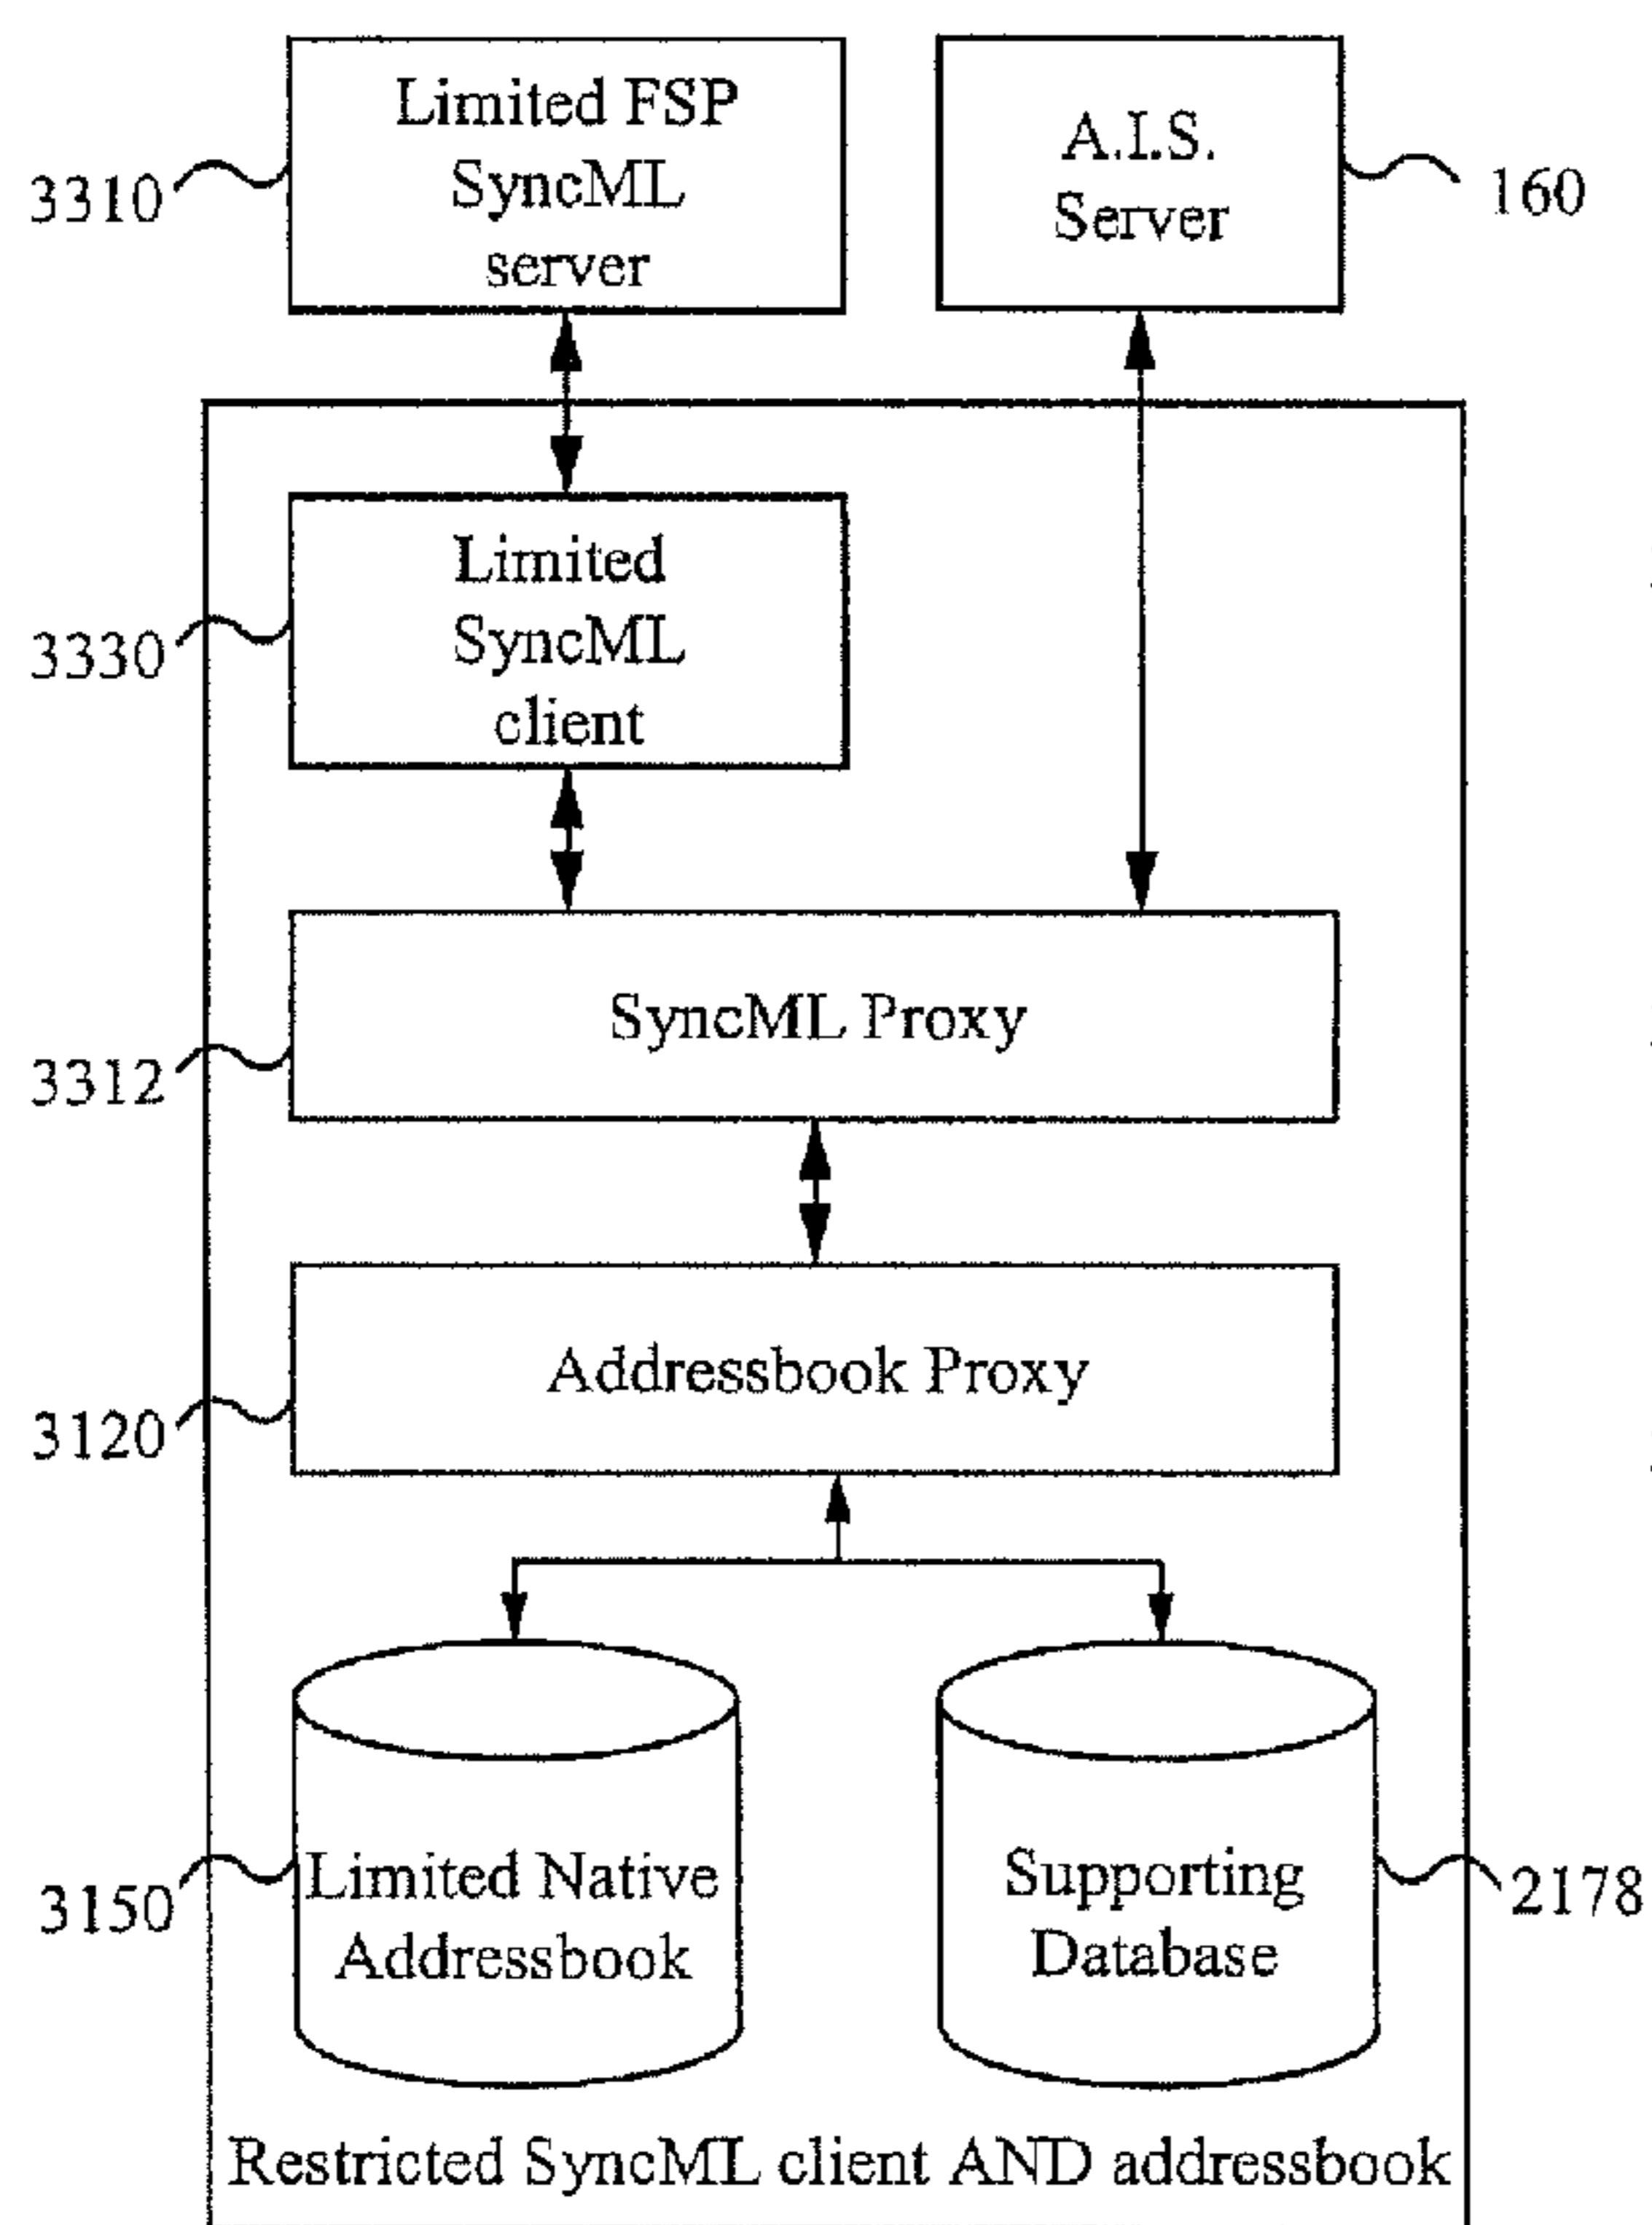 Limited FSP
SyncML
server
A.I.S.
Server
3310
160
Limited
SyncML
client
3330
SyncML Proxy
3312
Addressbook Proxy
3120
Limited Native
Addressbook
3150
Supporting
Database
2178
Restricted SyncML client AND addressbook